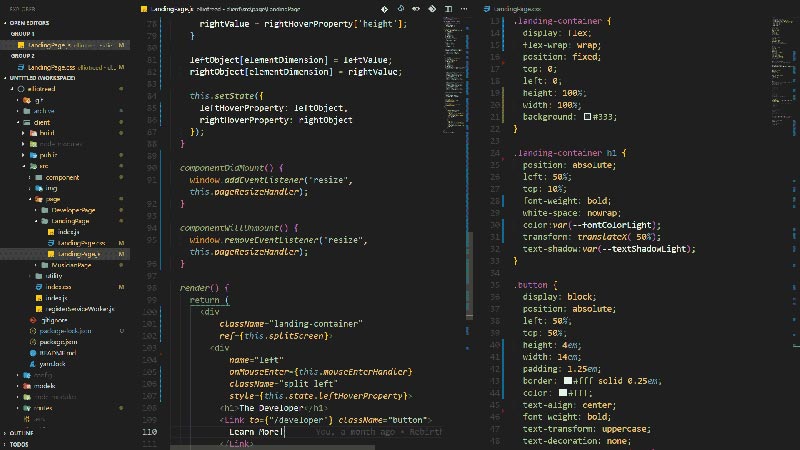 EXPLORER
OPEN EDITORS
GROUP 1
LandingPage.js elliotreed • cli... M
GROUP 2
LandingPage.css elliotreed • cl... M
UNTITLED (WORKSPACE)
elliotreed
.git
archive
client
build
node_modules
public
src
component
img
page
DeveloperPage
LandingPage
index.js
LandingPage.css M
LandingPage.js M
MusicianPage
utility
index.css M
index.js
registerServiceWorker.js
.gitignore
package-lock.json U
package.json
README.md
yarn.lock
config
models
node_modules
routes
.env
OUTLINE
TODOS
LandingPage.js elliotreed • client\src\page\LandingPage
78 rightValue = rightHoverProperty['height'];
79 }
80
81 leftObject[elementDimension] = leftValue;
82 rightObject[elementDimension] = rightValue;
83
84 this.setState({
85 leftHoverProperty: leftObject,
86 rightHoverProperty: rightObject
87 });
88 }
89
90 componentDidMount() {
91 window.addEventListener("resize",
this.pageResizeHandler);
92 }
93
94 componentWillUnmount() {
95 window.removeEventListener("resize",
this.pageResizeHandler);
96 }
97
98 render() {
99 return (
100 <div
101 className="landing-container"
102 ref={this.splitScreen}>
103 <div
104 name="left"
105 onMouseEnter={this.mouseEnterHandler}
106 className="split left"
107 style={this.state.leftHoverProperty}>
108 <h1>The Developer</h1>
109 <Link to={"/developer"} className="button">
110 Learn More! You, a month ago • Rebirth
111 </Link>
LandingPage.css
13 .landing-container {
14 display: flex;
15 flex-wrap: wrap;
16 position: fixed;
17 top: 0;
18 left: 0;
19 height: 100%;
20 width: 100%;
21 background: #333;
22 }
23
24 .landing-container h1 {
25 position: absolute;
26 left: 50%;
27 top: 10%;
28 font-weight: bold;
29 white-space: nowrap;
30 color:var(--fontColorLight);
31 transform: translateX(-50%);
32 text-shadow:var(--textShadowLight);
33 }
34
35 .button {
36 display: block;
37 position: absolute;
38 left: 50%;
39 top: 50%;
40 height: 4em;
41 width: 14em;
42 padding: 1.25em;
43 border: #fff solid 0.25em;
44 color: #fff;
45 text-align: center;
46 font-weight: bold;
47 text-transform: uppercase;
48 text-decoration: none;